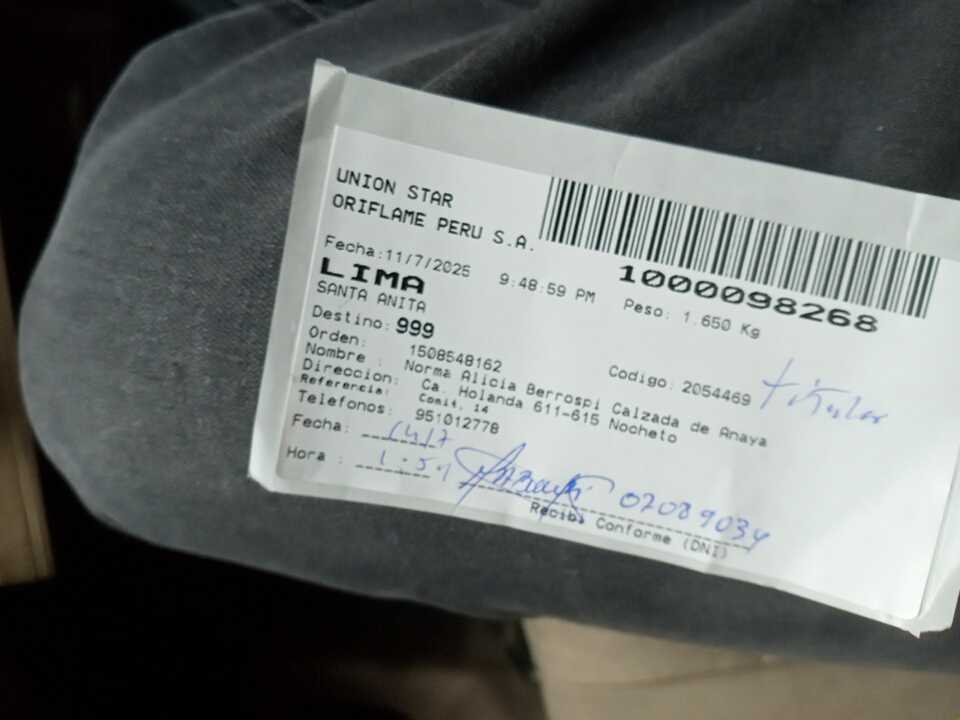 UNION STAR
ORIFLAME PERU S.A.
Fecha:11/7/2025 9:48:59 PM
1000098268
LIMA
Peso: 1.650 Kg
SANTA ANITA
Destino: 999
Orden: 1508548162
Codigo: 2054469 titular
Nombre : Norma Alicia Berrospi Calzada de Anaya
Direccion: Ca. Holanda 611-615 Nocheto
Referencia: Comit. 14
Telefonos: 951012778
Fecha: 14/7
Hora : 1:51
02089034
Recibi Conforme (DNI)